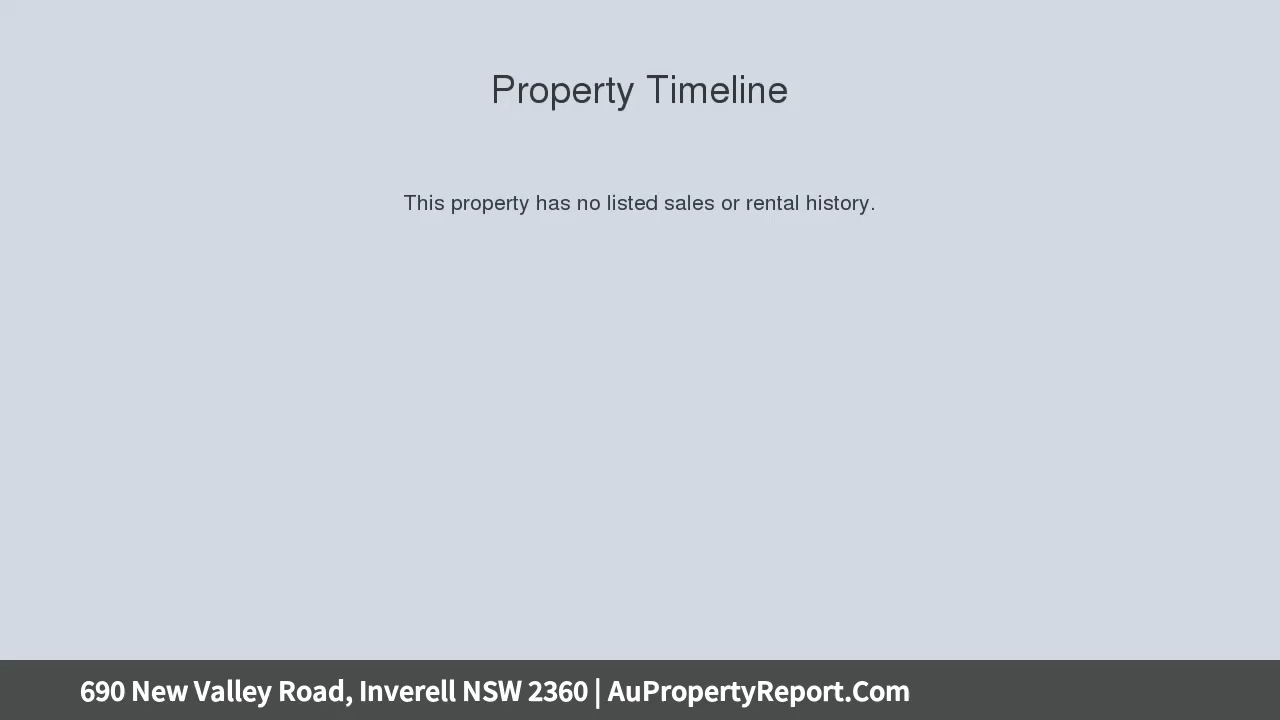 Property Timeline
This property has no listed sales or rental history.
690 New Valley Road, Inverell NSW 2360 | AuPropertyReport.Com